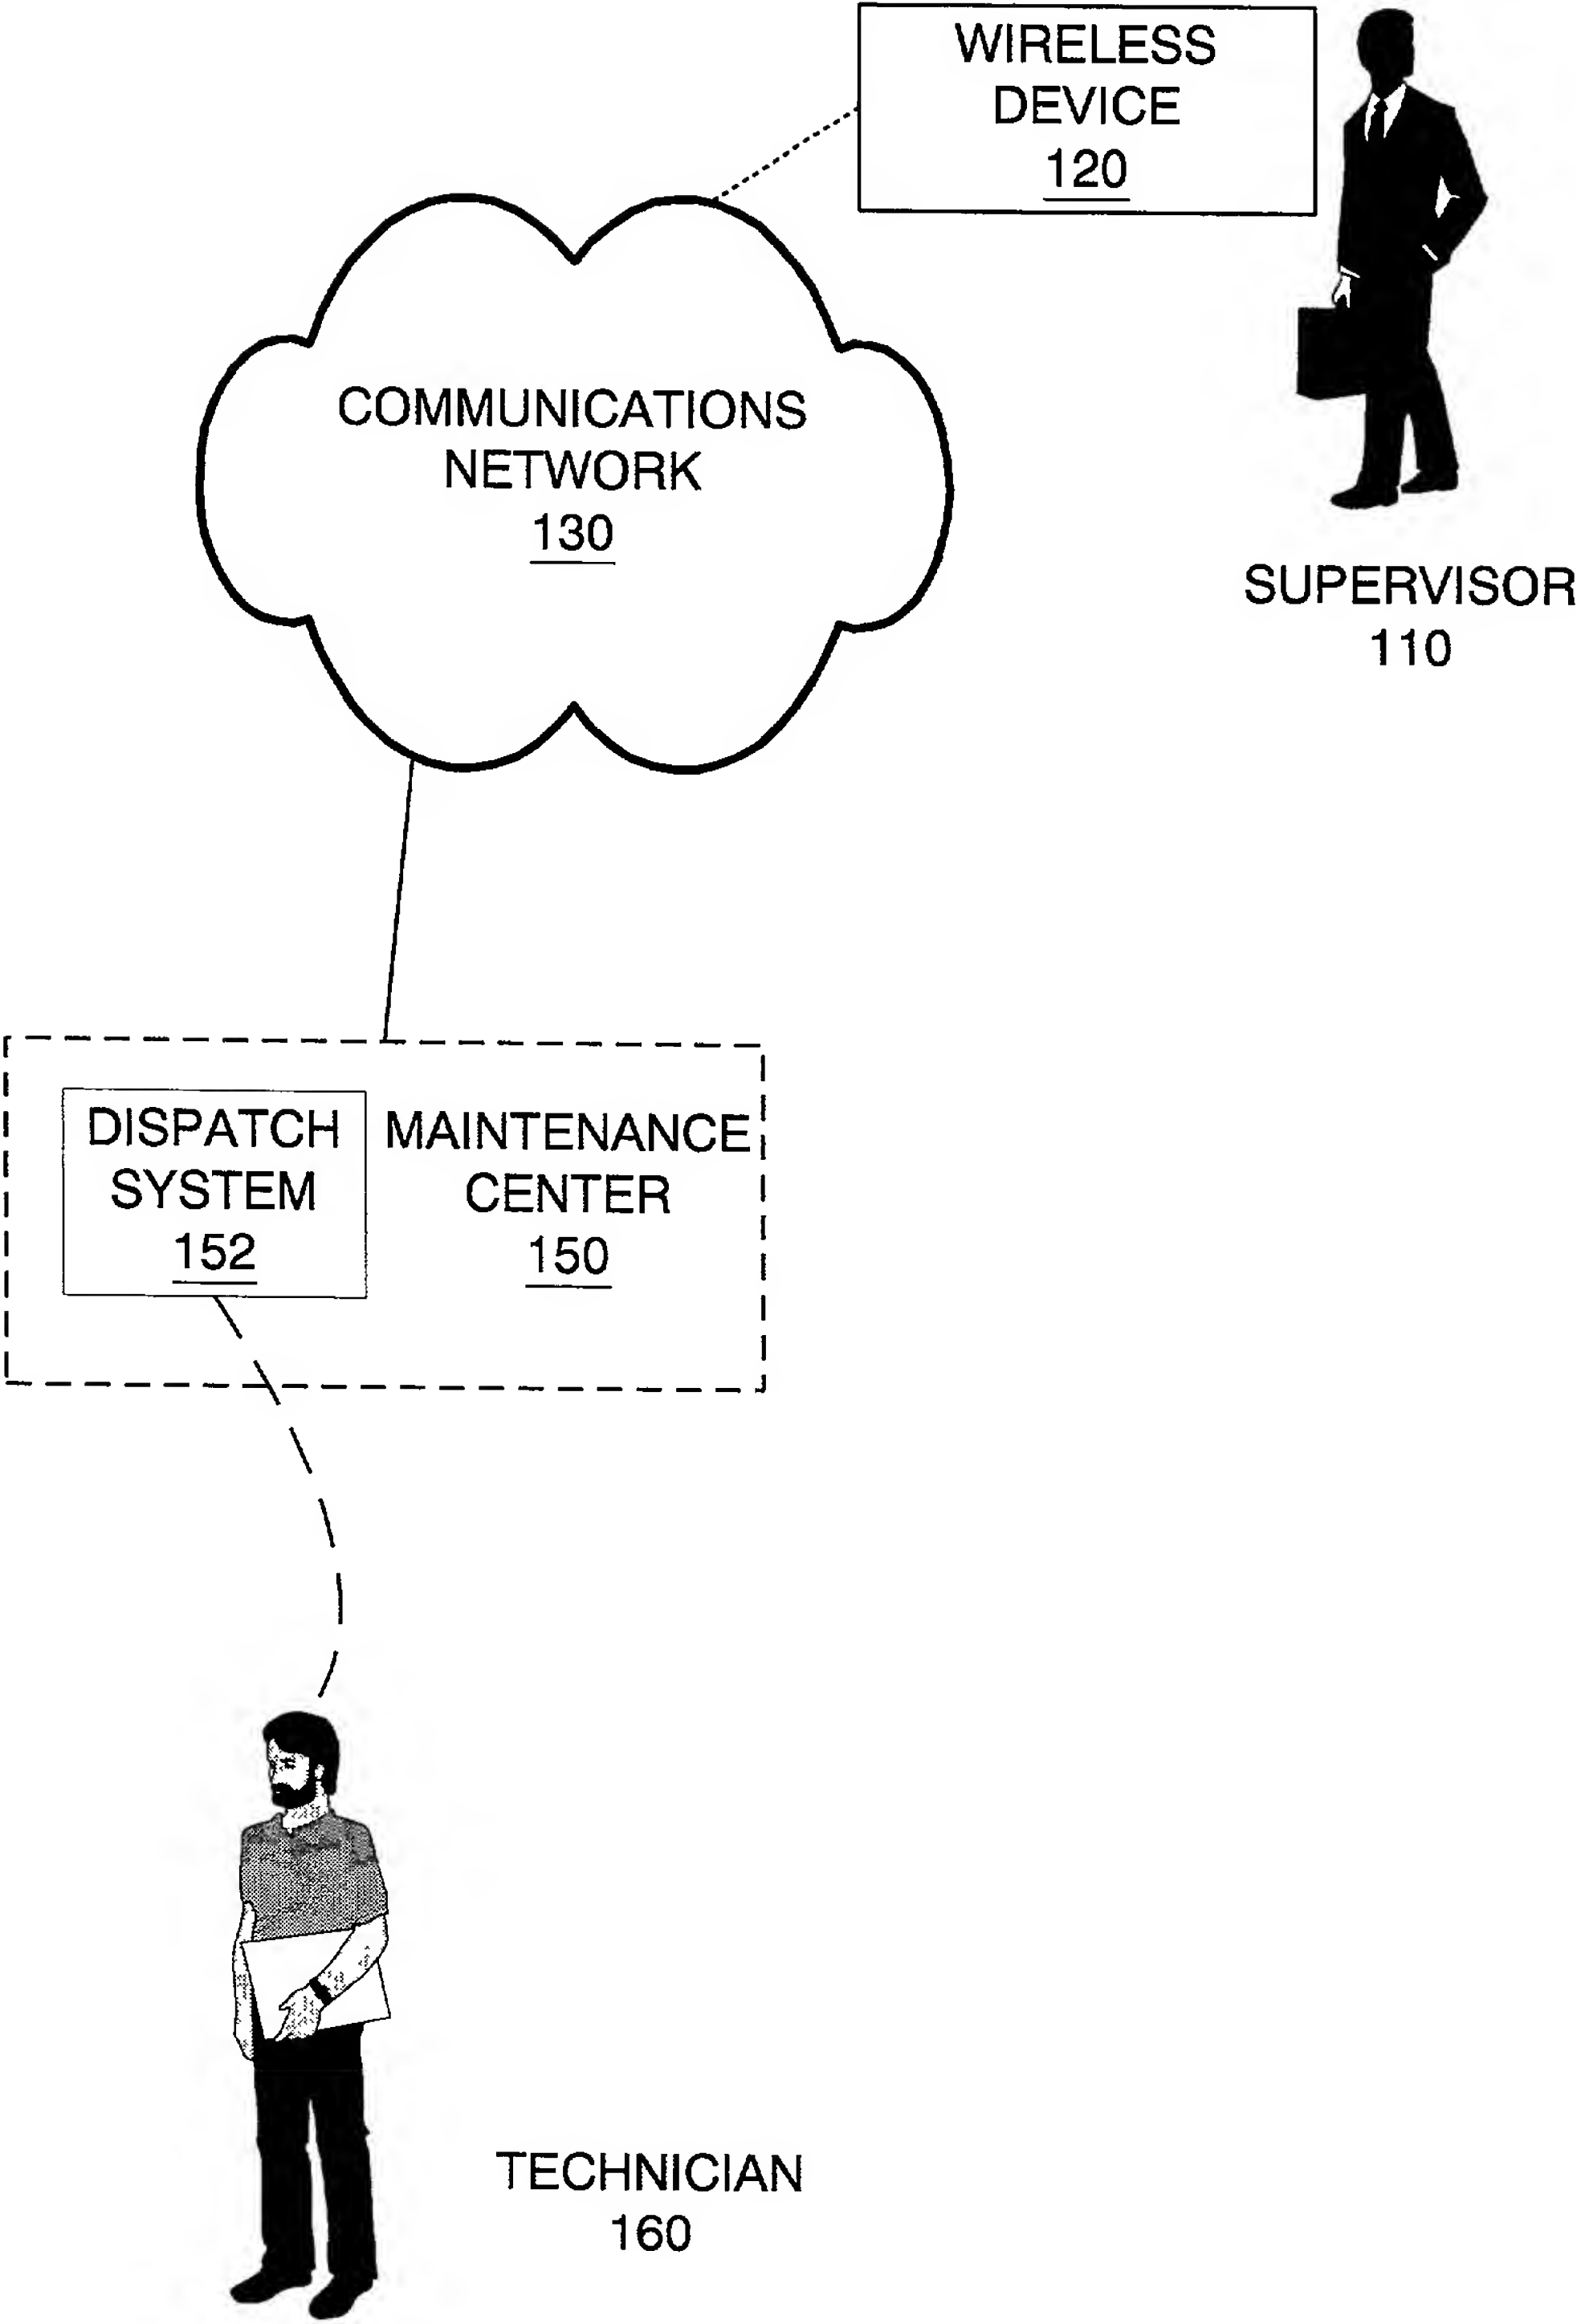 WIRELESS
DEVICE
120
SUPERVISOR
110
COMMUNICATIONS
NETWORK
130
DISPATCH
SYSTEM
152
MAINTENANCE
CENTER
150
TECHNICIAN
160